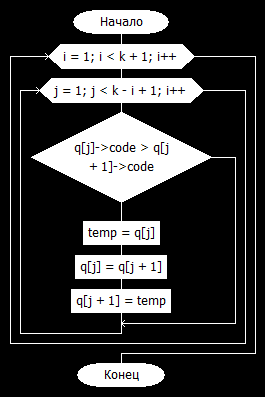 Начало
i = 1; i < k + 1; i++
j = 1; j < k - i + 1; i++
q[j]->code > q[j
+ 1]->code
temp = q[j]
q[j] = q[j + 1]
q[j + 1] = temp
Конец